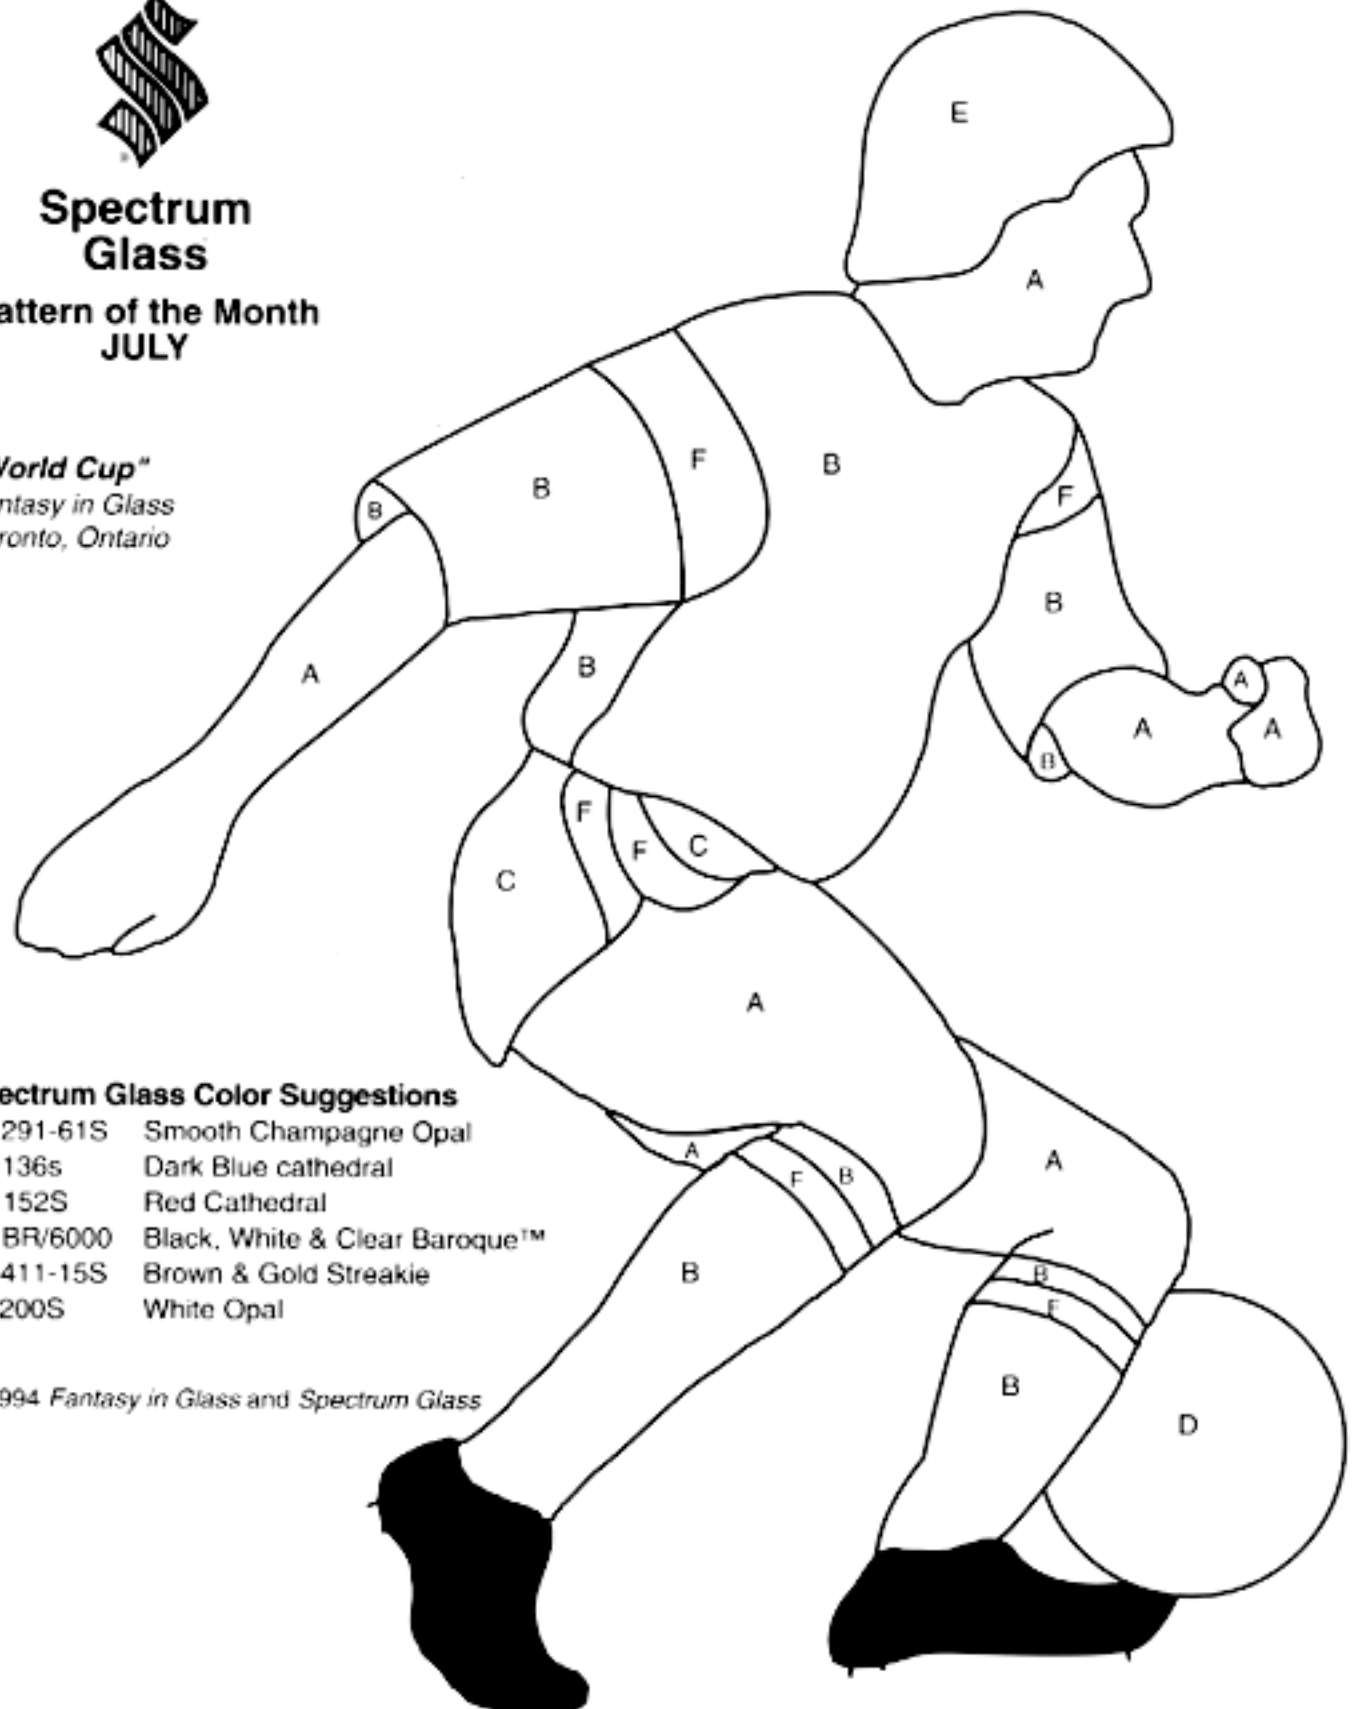 Spectrum
Glass
attern of the Month
JULY
World Cup"
ntasy in Glass
ronto, Ontario
ectrum Glass Color Suggestions
291-61S Smooth Champagne Opal
136s Dark Blue cathedral
152S Red Cathedral
BR/6000 Black, White & Clear Baroque™
411-15S Brown & Gold Streakie
200S White Opal
994 Fantasy in Glass and Spectrum Glass
E
A
B
F
B
B
F
B
A
B
A
A
A
B
F
F
C
C
A
A
F
B
A
B
B
F
B
D